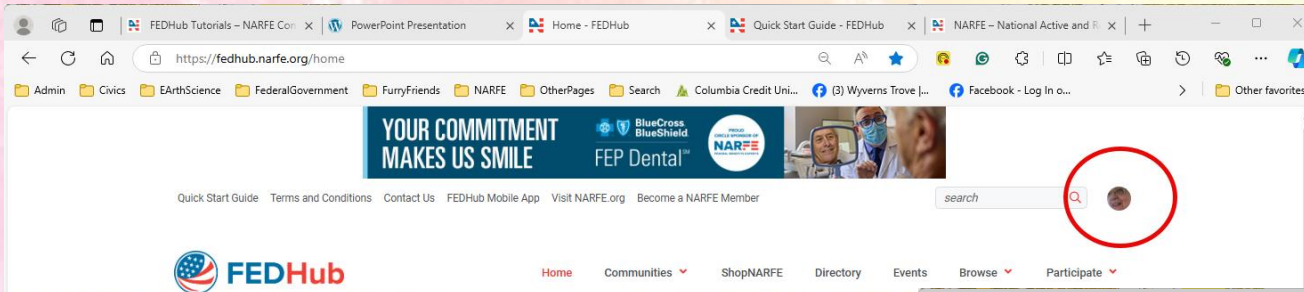 FEDHub Tutorials – NARFE Con
PowerPoint Presentation
Home - FEDHub
Quick Start Guide - FEDHub
NARFE – National Active and R
https://fedhub.narfe.org/home
Admin Civics EArthScience FederalGovernment FurryFriends NARFE OtherPages Search Columbia Credit Uni... (3) Wyverns Trove |... Facebook - Log In o... Other favorites
YOUR COMMITMENT
MAKES US SMILE
BlueCross
BlueShield
FEP Dental℠
PROUD
NARFE
Quick Start Guide Terms and Conditions Contact Us FEDHub Mobile App Visit NARFE.org Become a NARFE Member
search
FEDHub
Home Communities ShopNARFE Directory Events Browse Participate